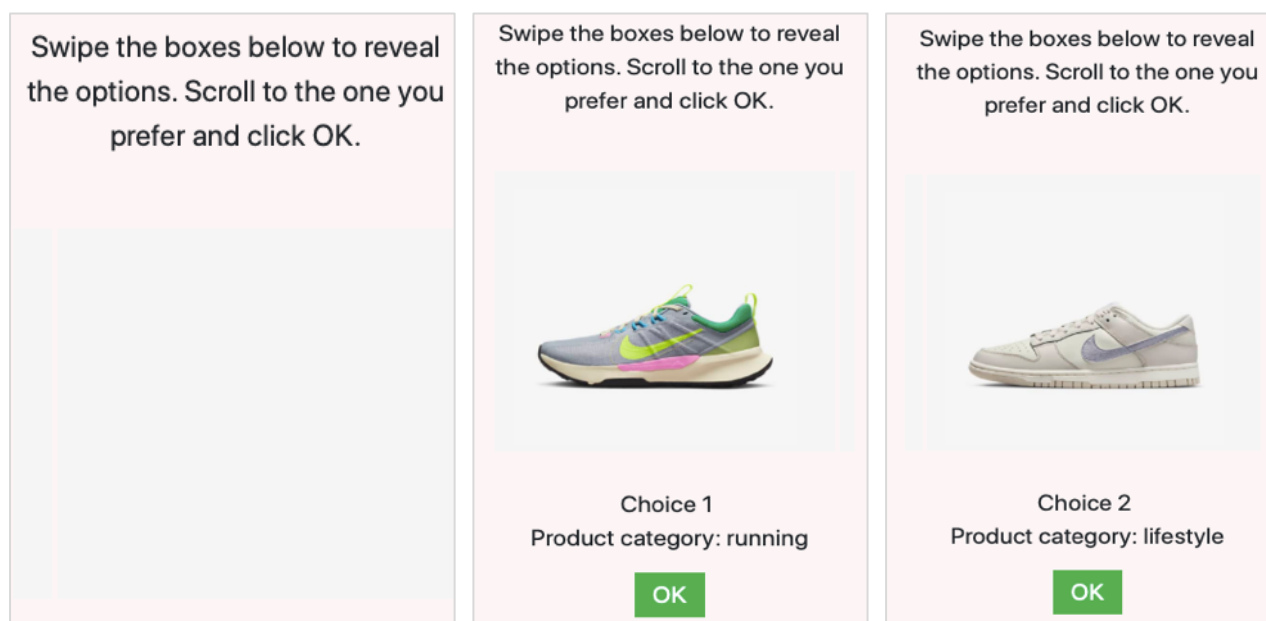 Swipe the boxes below to reveal
the options. Scroll to the one you
prefer and click OK.
Swipe the boxes below to reveal
the options. Scroll to the one you
prefer and click OK.
Choice 1
Product category: running
OK
Swipe the boxes below to reveal
the options. Scroll to the one you
prefer and click OK.
Choice 2
Product category: lifestyle
OK